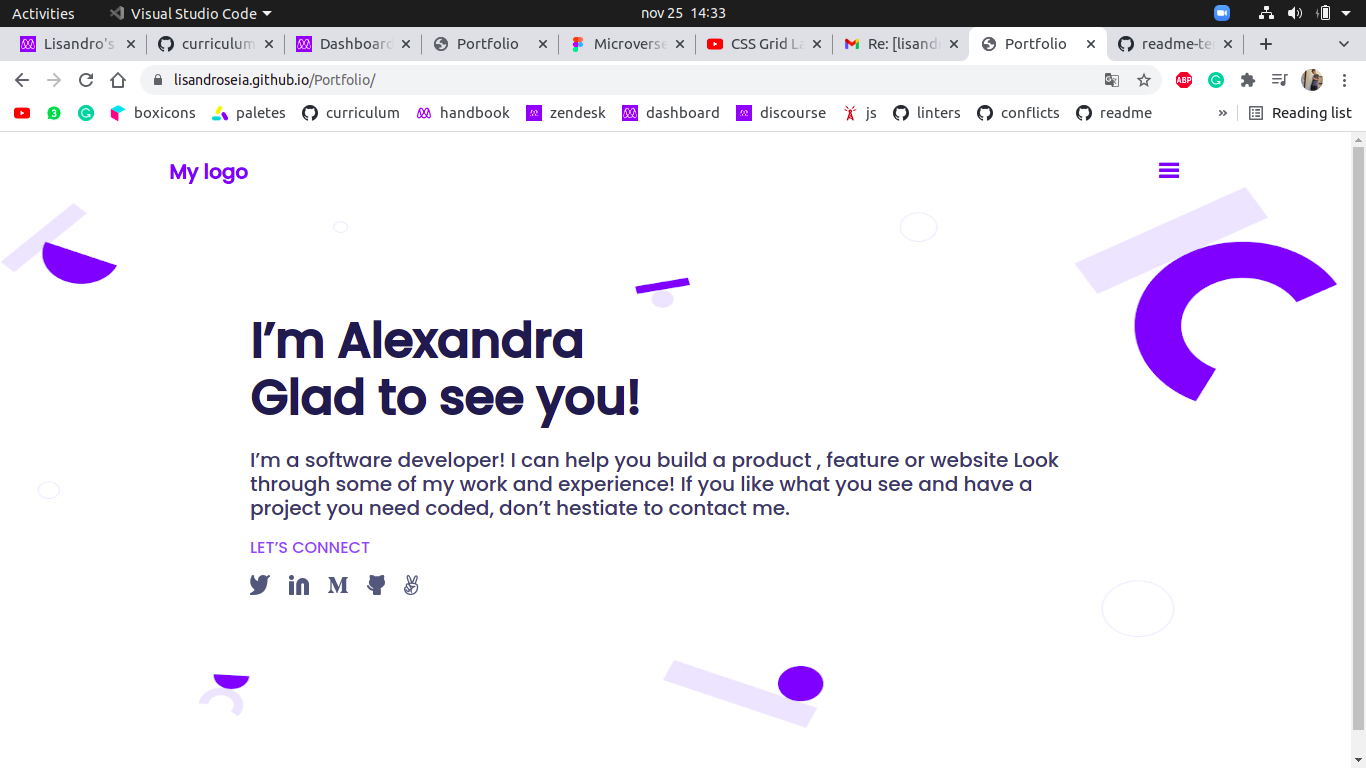 Activities Visual Studio Code nov 25 14:33
Lisandro's curriculum Dashboard Portfolio Microverse CSS Grid La Re: [lisand Portfolio readme-te
lisandroseia.github.io/Portfolio/ ABP
3 boxicons paletes curriculum handbook zendesk dashboard discourse js linters conflicts readme » Reading list
My logo
I’m Alexandra
Glad to see you!
I’m a software developer! I can help you build a product , feature or website Look
through some of my work and experience! If you like what you see and have a
project you need coded, don’t hestiate to contact me.
LET’S CONNECT